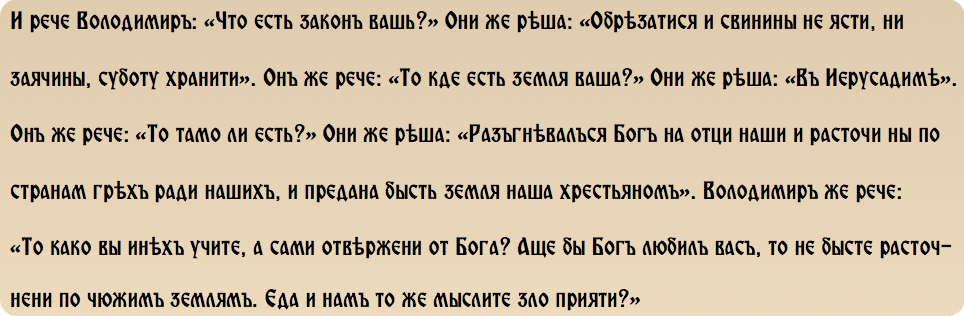 И рече Володимиръ: «Что есть законъ вашь?» Они же рѣша: «Обрѣзатися и свинины не ясти, ни
заячины, суботу хранити». Онъ же рече: «То кде есть земля ваша?» Они же рѣша: «Въ Иерусадимѣ».
Онъ же рече: «То тамо ли есть?» Они же рѣша: «Разъгнѣвалъся Богъ на отци наши и расточи ны по
странам грѣхъ ради нашихъ, и предана бысть земля наша хрестьяномъ». Володимиръ же рече:
«То како вы инѣхъ учите, а сами отвѣржени от Бога? Аще бы Богъ любилъ васъ, то не бысте расточ-
нени по чюжимъ землямъ. Еда и намъ то же мыслите зло прияти?»